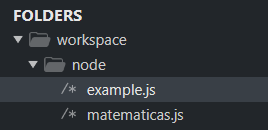 FOLDERS
workspace
node
/* example.js
/* matematicas.js